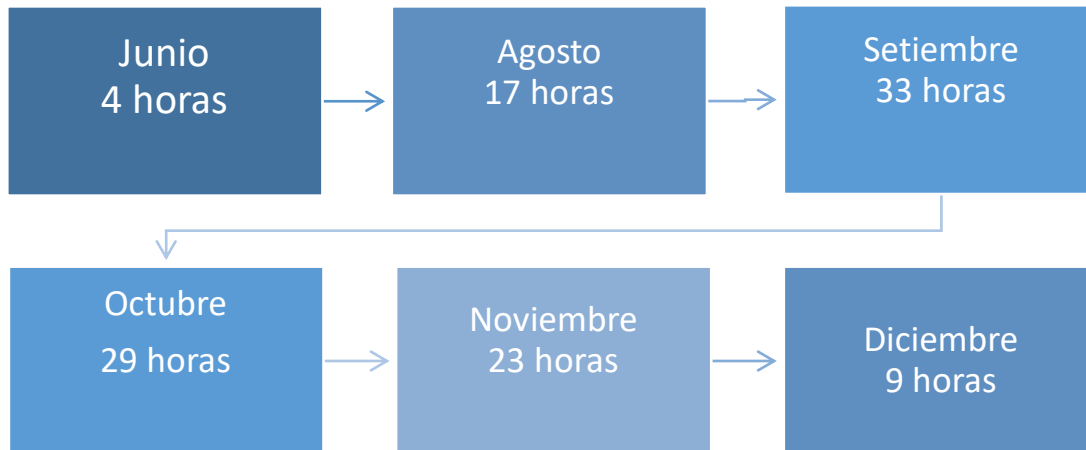 Junio
4 horas
Agosto
17 horas
Setiembre
33 horas
Octubre
29 horas
Noviembre
23 horas
Diciembre
9 horas